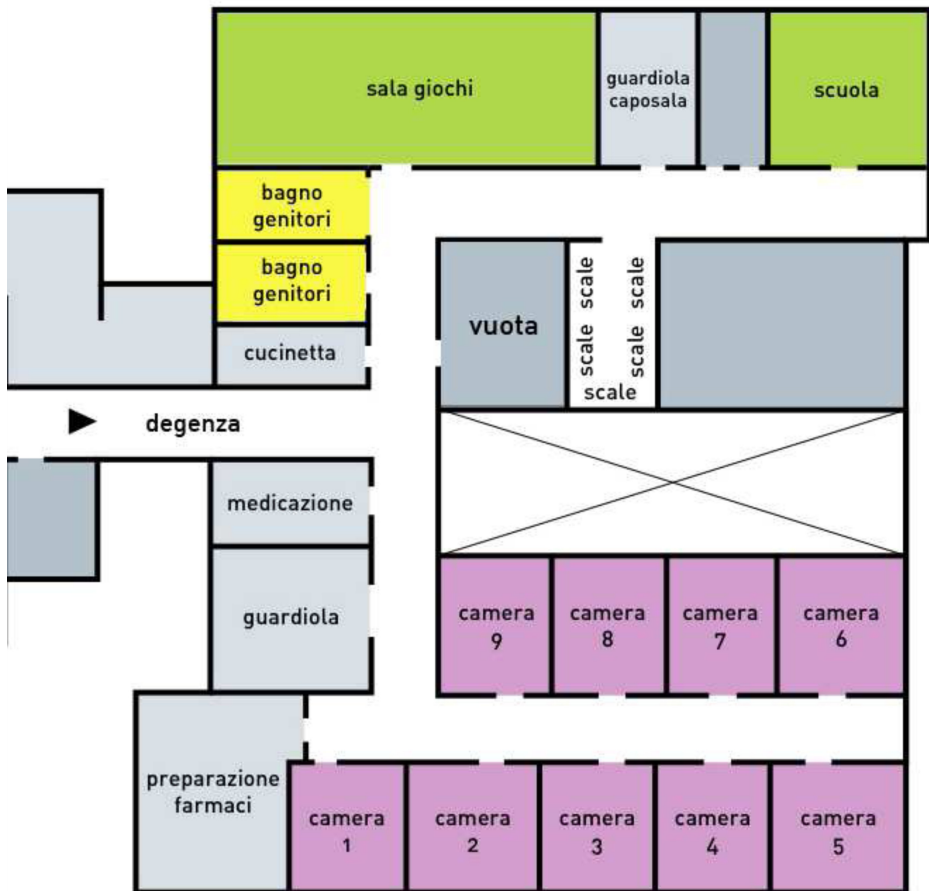 sala giochi
guardiola
caposala
scuola
bagno
genitori
bagno
genitori
cucinetta
vuota
scale
scale
scale
scale
scale
degenza
medicazione
guardiola
camera
9
camera
8
camera
7
camera
6
preparazione
farmaci
camera
1
camera
2
camera
3
camera
4
camera
5